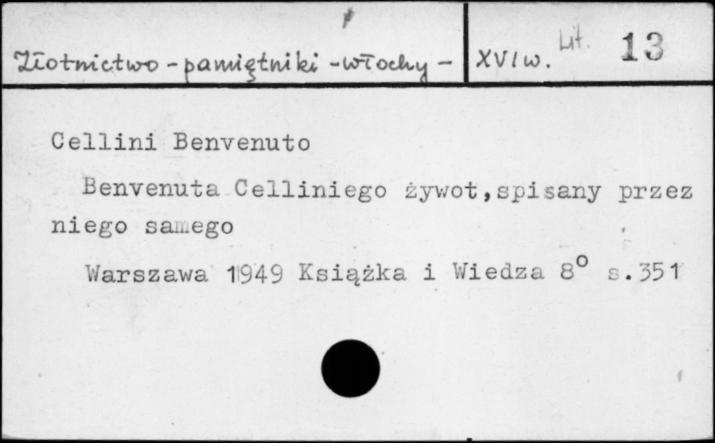 Złotnictwo - pamiętniki - włochy - XVI w. Lit. 13
Cellini Benvenuto
Benvenuta Celliniego żywot,spisany przez
niego samego
Warszawa 1949 Książka i Wiedza 8° s.351